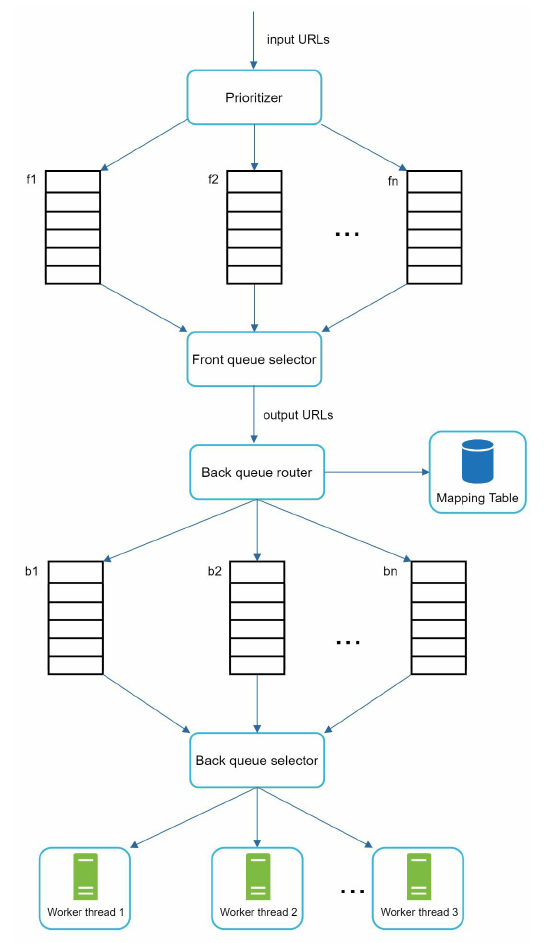 input URLs
Prioritizer
f1
f2
fn
...
Front queue selector
output URLs
Back queue router
Mapping Table
b1
b2
bn
...
Back queue selector
...
Worker thread 1
Worker thread 2
Worker thread 3